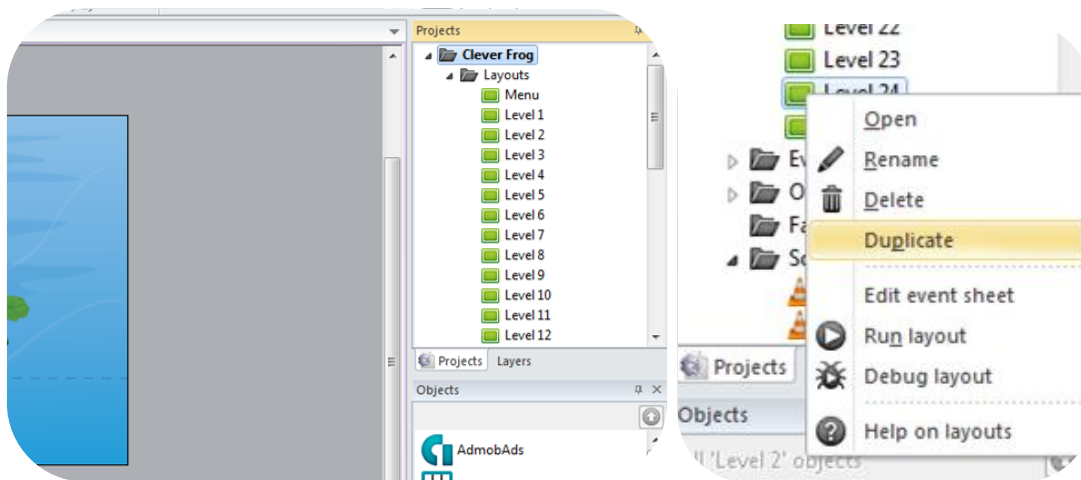 Projects
Clever Frog
Layouts
Menu
Level 1
Level 2
Level 3
Level 4
Level 5
Level 6
Level 7
Level 8
Level 9
Level 10
Level 11
Level 12
Projects Layers
Objects
AdmobAds
Level 22
Level 23
Level 24
Open
Rename
Delete
Duplicate
Edit event sheet
Run layout
Debug layout
Help on layouts
Projects
Objects
'Level 2' objects